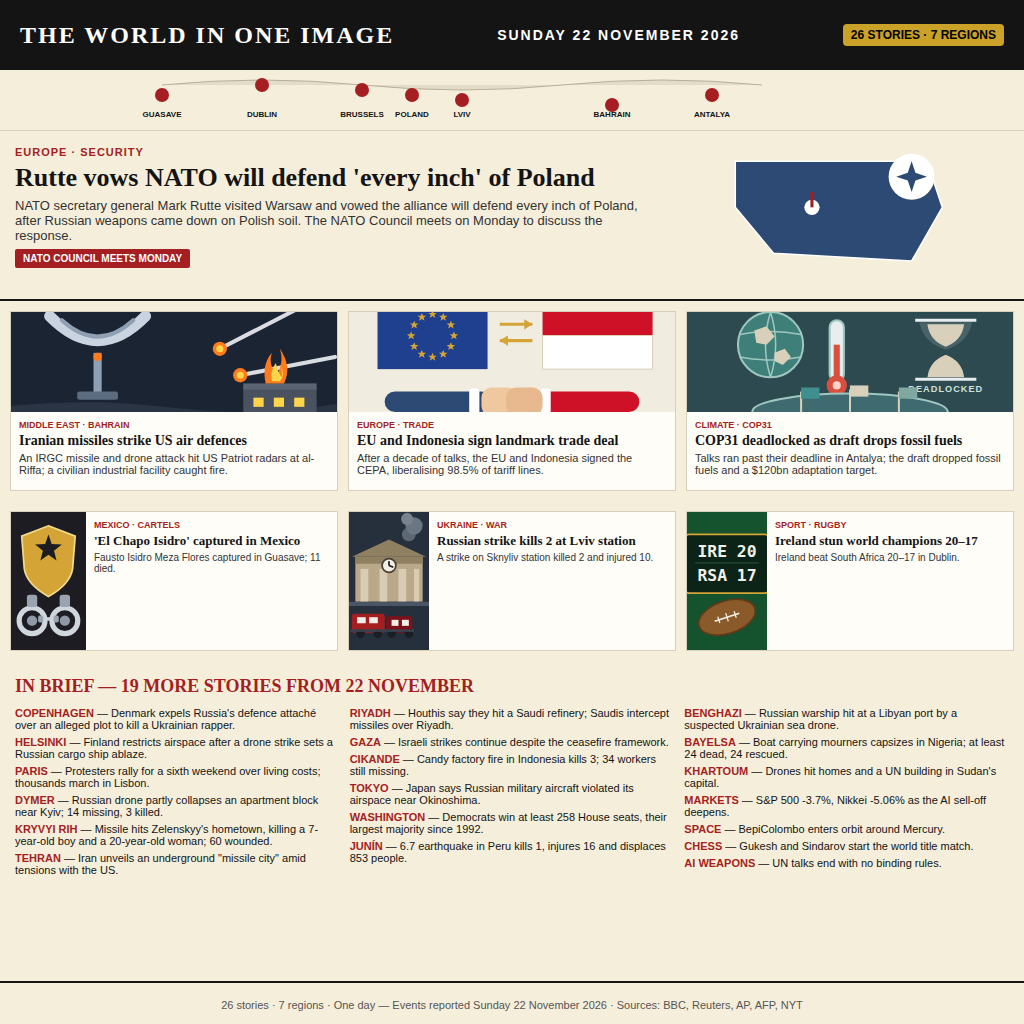 THE WORLD IN ONE IMAGE
SUNDAY 22 NOVEMBER 2026
26 STORIES · 7 REGIONS
GUASAVE
DUBLIN
BRUSSELS
POLAND
LVIV
BAHRAIN
ANTALYA
EUROPE · SECURITY
Rutte vows NATO will defend 'every inch' of Poland
NATO secretary general Mark Rutte visited Warsaw and vowed the alliance will defend every inch of Poland,
after Russian weapons came down on Polish soil. The NATO Council meets on Monday to discuss the
response.
NATO COUNCIL MEETS MONDAY
MIDDLE EAST · BAHRAIN
Iranian missiles strike US air defences
An IRGC missile and drone attack hit US Patriot radars at al-
Riffa; a civilian industrial facility caught fire.
EUROPE · TRADE
EU and Indonesia sign landmark trade deal
After a decade of talks, the EU and Indonesia signed the
CEPA, liberalising 98.5% of tariff lines.
DEADLOCKED
CLIMATE · COP31
COP31 deadlocked as draft drops fossil fuels
Talks ran past their deadline in Antalya; the draft dropped fossil
fuels and a $120bn adaptation target.
MEXICO · CARTELS
'El Chapo Isidro' captured in Mexico
Fausto Isidro Meza Flores captured in Guasave; 11
died.
UKRAINE · WAR
Russian strike kills 2 at Lviv station
A strike on Sknyliv station killed 2 and injured 10.
IRE 20
RSA 17
SPORT · RUGBY
Ireland stun world champions 20–17
Ireland beat South Africa 20–17 in Dublin.
IN BRIEF — 19 MORE STORIES FROM 22 NOVEMBER
COPENHAGEN — Denmark expels Russia's defence attaché
over an alleged plot to kill a Ukrainian rapper.
HELSINKI — Finland restricts airspace after a drone strike sets a
Russian cargo ship ablaze.
PARIS — Protesters rally for a sixth weekend over living costs;
thousands march in Lisbon.
DYMER — Russian drone partly collapses an apartment block
near Kyiv; 14 missing, 3 killed.
KRYVYI RIH — Missile hits Zelenskyy's hometown, killing a 7-
year-old boy and a 20-year-old woman; 60 wounded.
TEHRAN — Iran unveils an underground "missile city" amid
tensions with the US.
RIYADH — Houthis say they hit a Saudi refinery; Saudis intercept
missiles over Riyadh.
GAZA — Israeli strikes continue despite the ceasefire framework.
CIKANDE — Candy factory fire in Indonesia kills 3; 34 workers
still missing.
TOKYO — Japan says Russian military aircraft violated its
airspace near Okinoshima.
WASHINGTON — Democrats win at least 258 House seats, their
largest majority since 1992.
JUNÍN — 6.7 earthquake in Peru kills 1, injures 16 and displaces
853 people.
BENGHAZI — Russian warship hit at a Libyan port by a
suspected Ukrainian sea drone.
BAYELSA — Boat carrying mourners capsizes in Nigeria; at least
24 dead, 24 rescued.
KHARTOUM — Drones hit homes and a UN building in Sudan's
capital.
MARKETS — S&P 500 -3.7%, Nikkei -5.06% as the AI sell-off
deepens.
SPACE — BepiColombo enters orbit around Mercury.
CHESS — Gukesh and Sindarov start the world title match.
AI WEAPONS — UN talks end with no binding rules.
26 stories · 7 regions · One day — Events reported Sunday 22 November 2026 · Sources: BBC, Reuters, AP, AFP, NYT